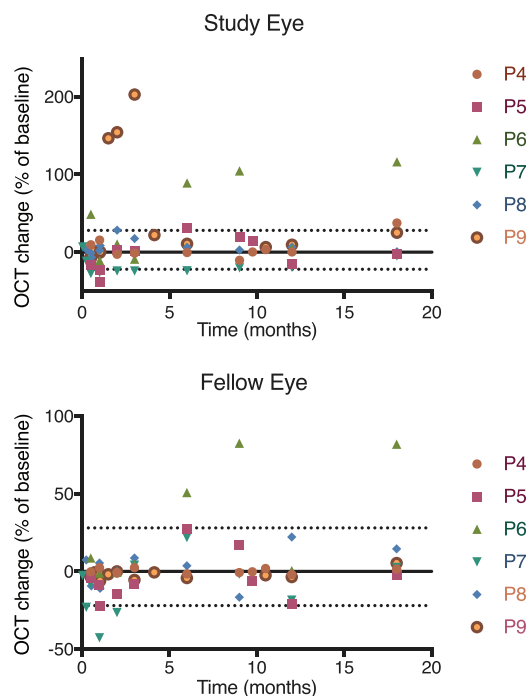 Study Eye
OCT change (% of baseline)
200
100
0
0
5
10
15
20
Time (months)
P4
P5
P6
P7
P8
P9
Fellow Eye
OCT change (% of baseline)
100
50
0
-50
0
5
10
15
20
Time (months)
P4
P5
P6
P7
P8
P9